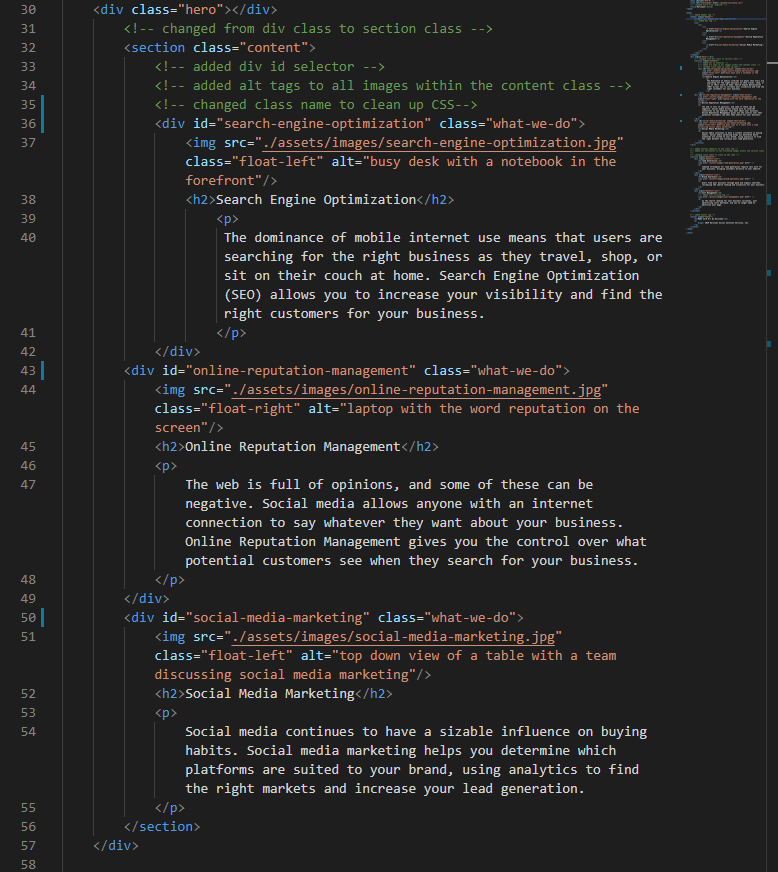 30 <div class="hero"></div>
31 <!-- changed from div class to section class -->
32 <section class="content">
33 <!-- added div id selector -->
34 <!-- added alt tags to all images within the content class -->
35 <!-- changed class name to clean up CSS-->
36 <div id="search-engine-optimization" class="what-we-do">
37 <img src="./assets/images/search-engine-optimization.jpg"
class="float-left" alt="busy desk with a notebook in the
forefront"/>
38 <h2>Search Engine Optimization</h2>
39 <p>
40 The dominance of mobile internet use means that users are
searching for the right business as they travel, shop, or
sit on their couch at home. Search Engine Optimization
(SEO) allows you to increase your visibility and find the
right customers for your business.
41 </p>
42 </div>
43 <div id="online-reputation-management" class="what-we-do">
44 <img src="./assets/images/online-reputation-management.jpg"
class="float-right" alt="laptop with the word reputation on the
screen"/>
45 <h2>Online Reputation Management</h2>
46 <p>
47 The web is full of opinions, and some of these can be
negative. Social media allows anyone with an internet
connection to say whatever they want about your business.
Online Reputation Management gives you the control over what
potential customers see when they search for your business.
48 </p>
49 </div>
50 <div id="social-media-marketing" class="what-we-do">
51 <img src="./assets/images/social-media-marketing.jpg"
class="float-left" alt="top down view of a table with a team
discussing social media marketing"/>
52 <h2>Social Media Marketing</h2>
53 <p>
54 Social media continues to have a sizable influence on buying
habits. Social media marketing helps you determine which
platforms are suited to your brand, using analytics to find
the right markets and increase your lead generation.
55 </p>
56 </section>
57 </div>
58